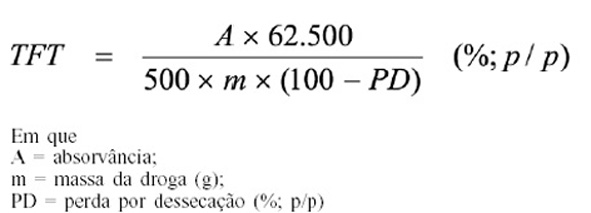 TFT = A × 62.500 / 500 × m × (100 − PD) (%; p / p)
Em que
A = absorvância;
m = massa da droga (g);
PD = perda por dessecação (%; p/p)